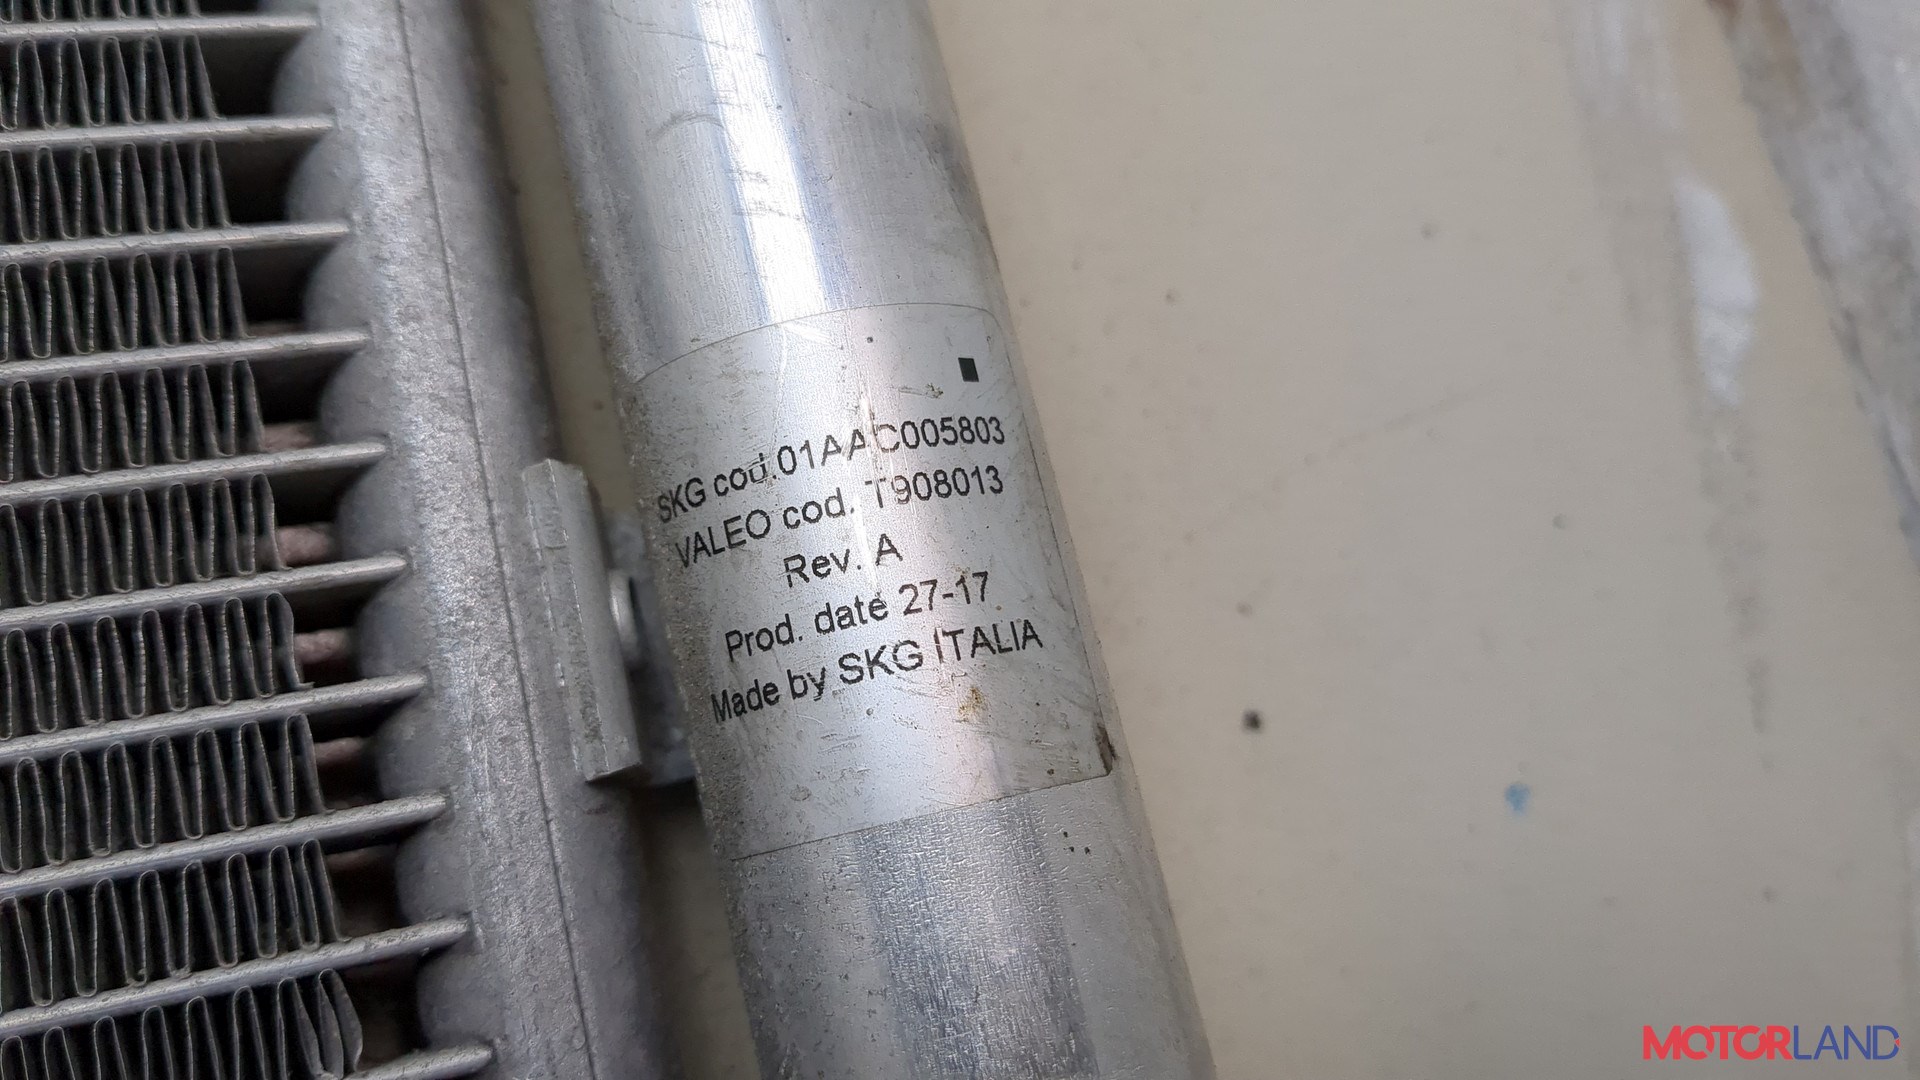 SKG cod.01AAC005803
VALEO cod. T908013
Rev. A
Prod. date 27-17
Made by SKG ITALIA
MOTORLAND